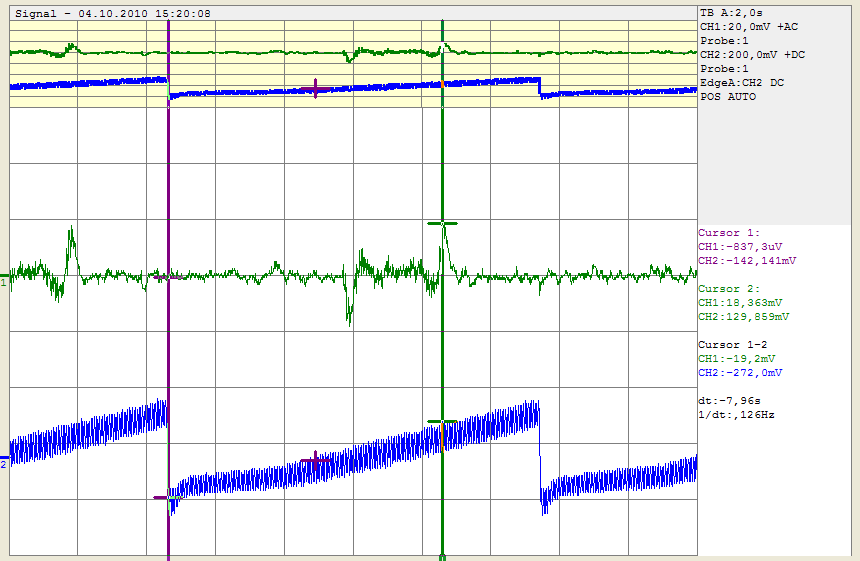 Signal - 04.10.2010 15:20:08
TB A:2,0s
CH1:20,0mV +AC
Probe:1
CH2:200,0mV +DC
Probe:1
EdgeA:CH2 DC
POS AUTO
Cursor 1:
CH1:-837,3uV
CH2:-142,141mV
Cursor 2:
CH1:18,363mV
CH2:129,859mV
Cursor 1-2
CH1:-19,2mV
CH2:-272,0mV
dt:-7,96s
1/dt:,126Hz
1
2